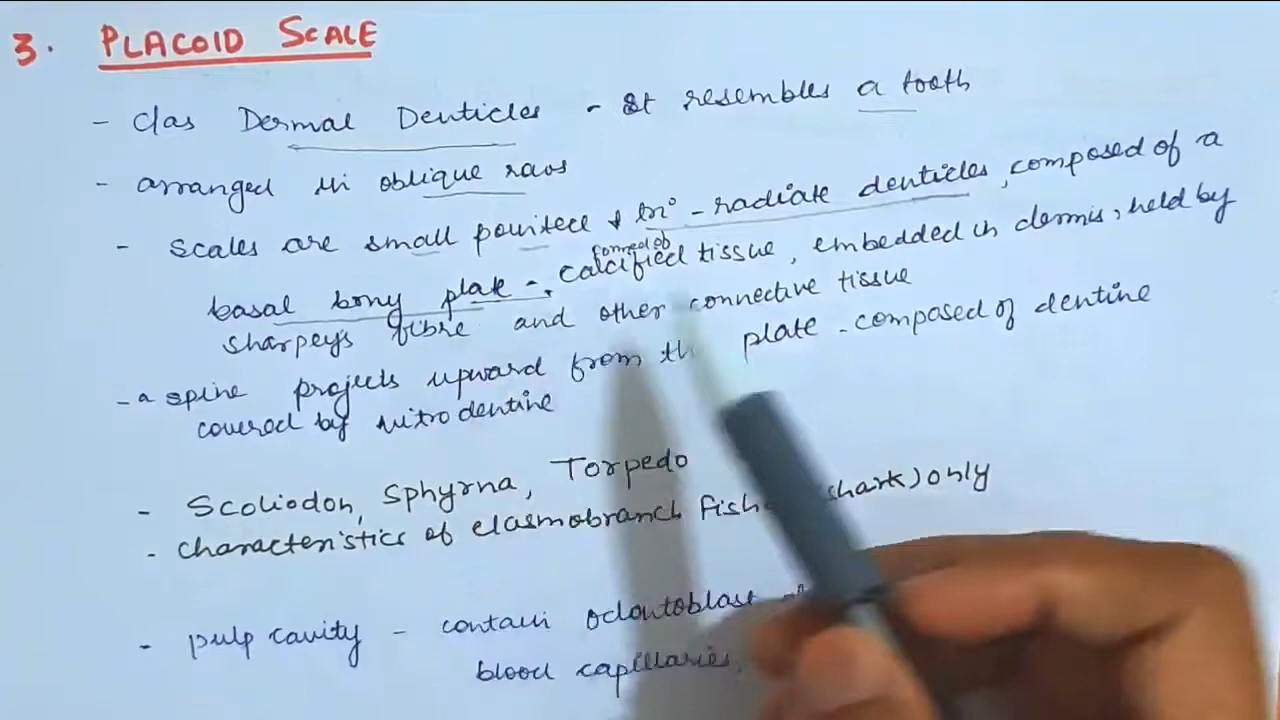 3. PLACOID SCALE
- Clas Dermal Denticles - It resembles a tooth
- arranged in oblique rows
- scales are small pointed & tri-radiate denticles, composed of a
basal bony plate - calcified tissue, embedded in dermis, held by
composed of
sharpeys fibre and other connective tissue
- a spine projects upward from the plate - composed of dentine
covered by vitrodentine
- Scoliodon, Sphyrna, Torpedo
- characteristics of elasmobranch fish (shark) only
- pulp cavity - contain odontoblast
blood capillaries,